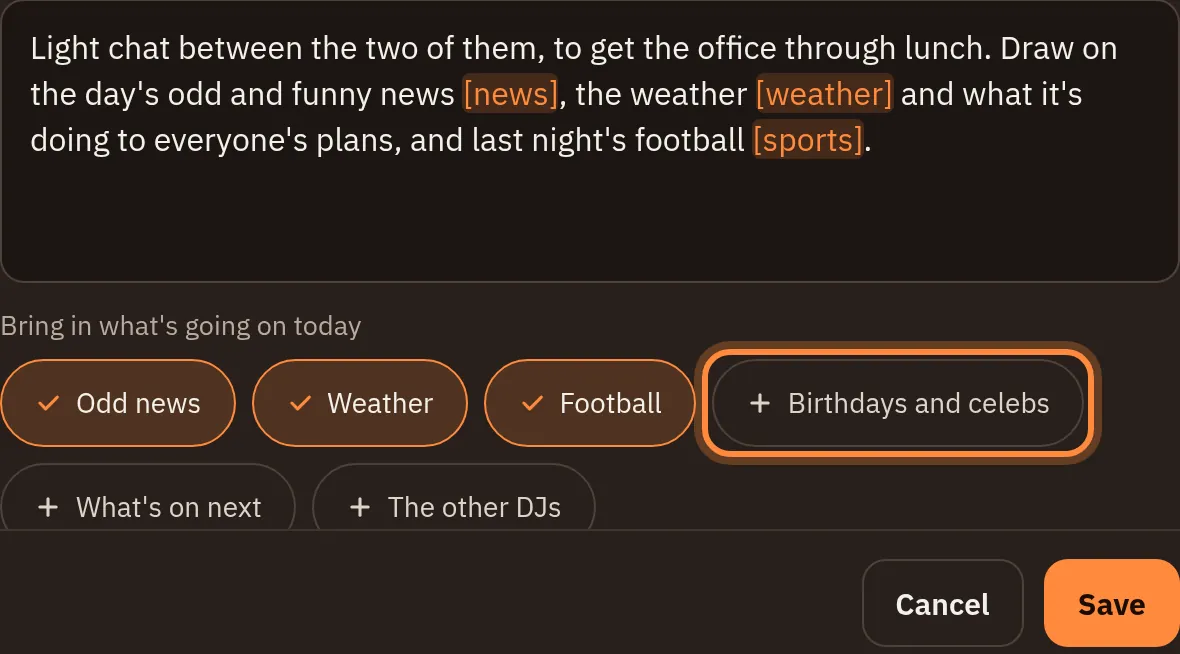 Light chat between the two of them, to get the office through lunch. Draw on
the day's odd and funny news [news], the weather [weather] and what it's
doing to everyone's plans, and last night's football [sports].
Bring in what's going on today
Odd news
Weather
Football
Birthdays and celebs
What's on next
The other DJs
Cancel
Save